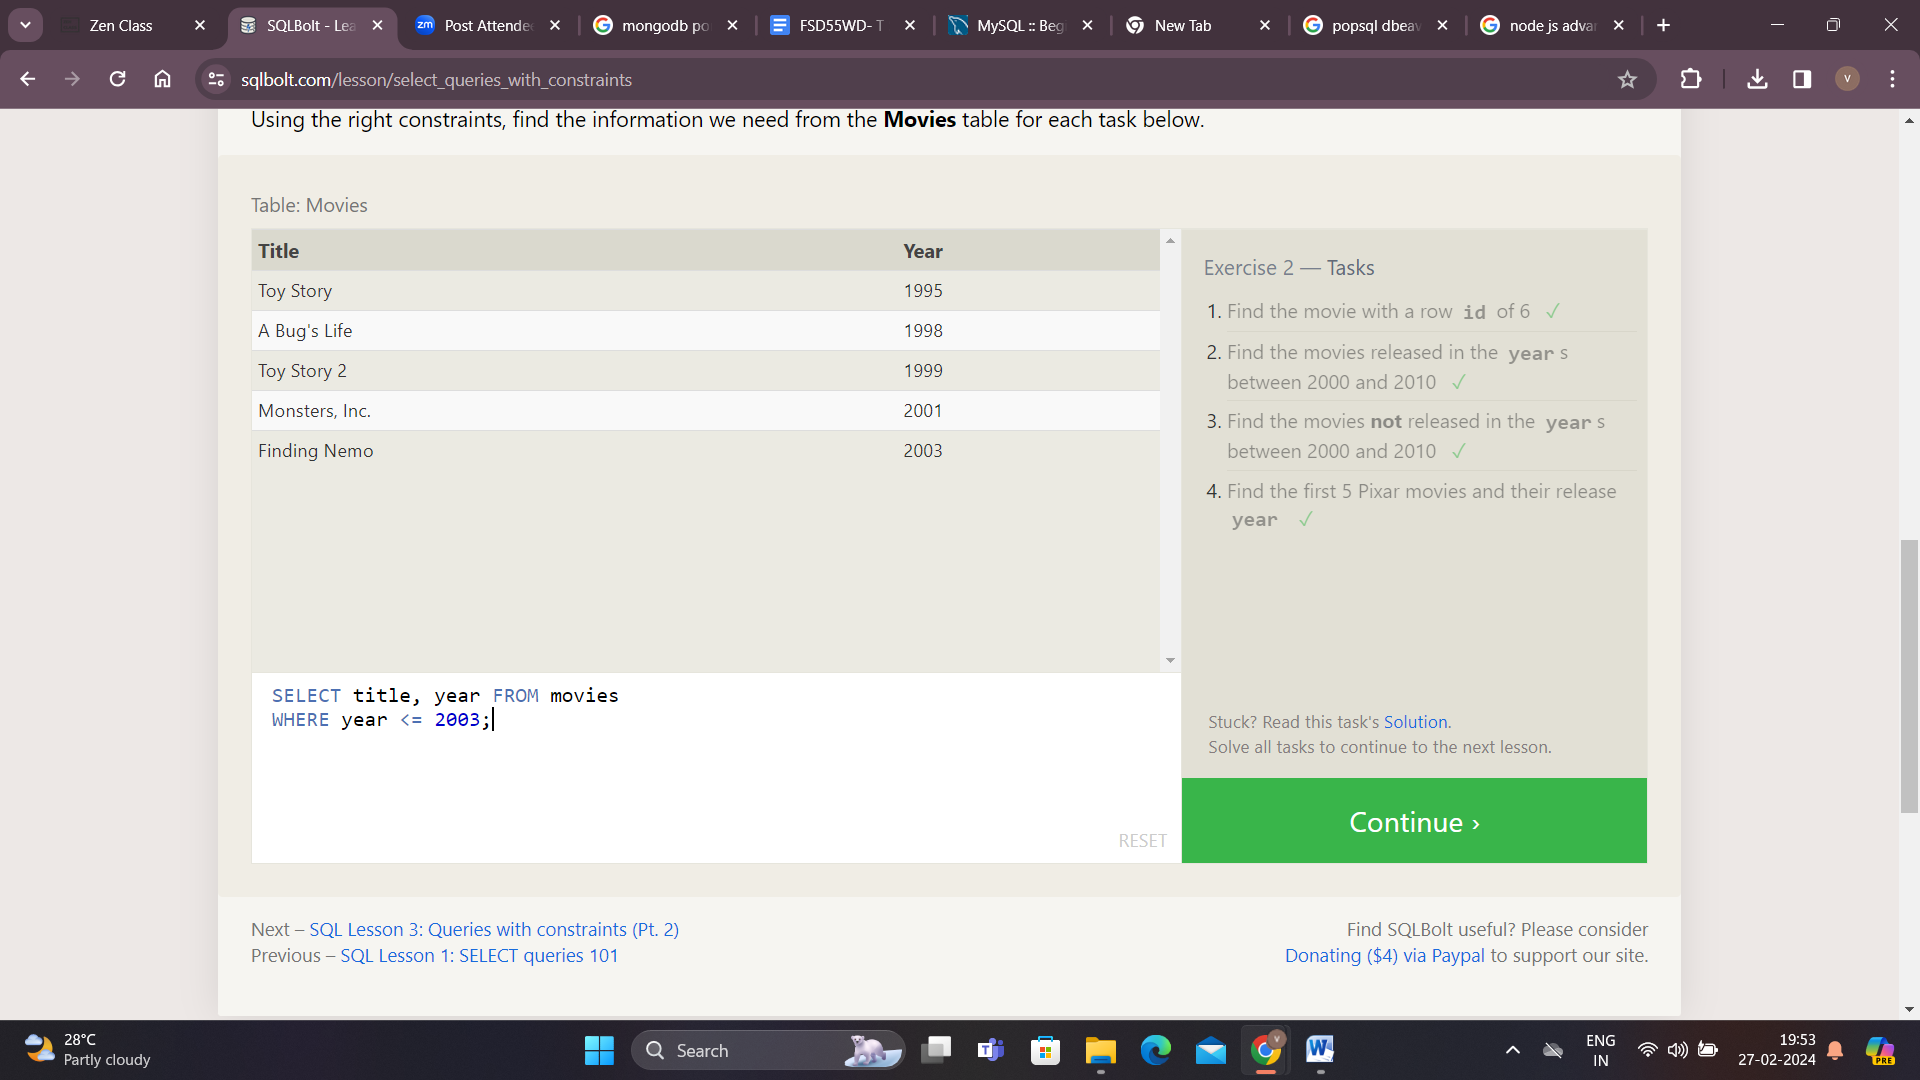 Zen Class
SQLBolt - Lea
Post Attende
mongodb po
FSD55WD- T
MySQL :: Beg
New Tab
popsql dbeav
node js advar
sqlbolt.com/lesson/select_queries_with_constraints
V
Using the right constraints, find the information we need from the Movies table for each task below.
Table: Movies
Title Year
Toy Story 1995
A Bug's Life 1998
Toy Story 2 1999
Monsters, Inc. 2001
Finding Nemo 2003
Exercise 2 — Tasks
1. Find the movie with a row id of 6 ✓
2. Find the movies released in the year s
between 2000 and 2010 ✓
3. Find the movies not released in the year s
between 2000 and 2010 ✓
4. Find the first 5 Pixar movies and their release
year ✓
SELECT title, year FROM movies
WHERE year <= 2003;
RESET
Stuck? Read this task's Solution.
Solve all tasks to continue to the next lesson.
Continue ›
Next – SQL Lesson 3: Queries with constraints (Pt. 2)
Previous – SQL Lesson 1: SELECT queries 101
Find SQLBolt useful? Please consider
Donating ($4) via Paypal to support our site.
28°C
Partly cloudy
Search
ENG
IN
19:53
27-02-2024
PRE